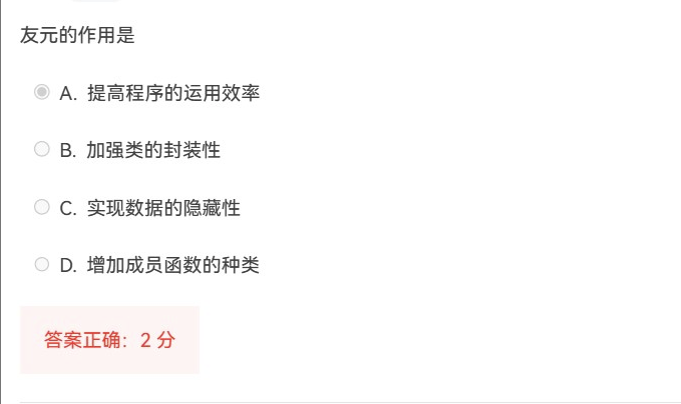 友元的作用是
A. 提高程序的运用效率
B. 加强类的封装性
C. 实现数据的隐藏性
D. 增加成员函数的种类
答案正确：2 分